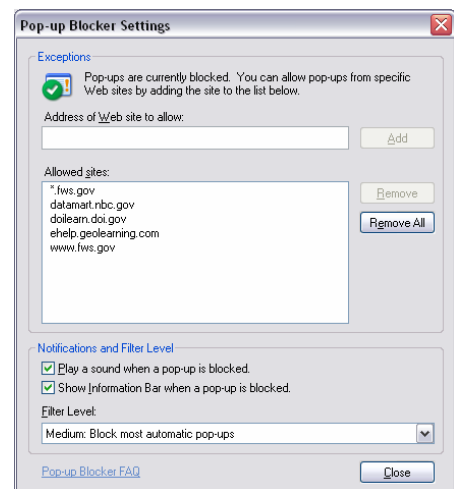 Pop-up Blocker Settings
Exceptions
Pop-ups are currently blocked. You can allow pop-ups from specific
Web sites by adding the site to the list below.
Address of Web site to allow:
Add
Allowed sites:
*.fws.gov
datamart.nbc.gov
doilearn.doi.gov
ehelp.geolearning.com
www.fws.gov
Remove
Remove All
Notifications and Filter Level
Play a sound when a pop-up is blocked.
Show Information Bar when a pop-up is blocked.
Filter Level:
Medium: Block most automatic pop-ups
Pop-up Blocker FAQ
Close